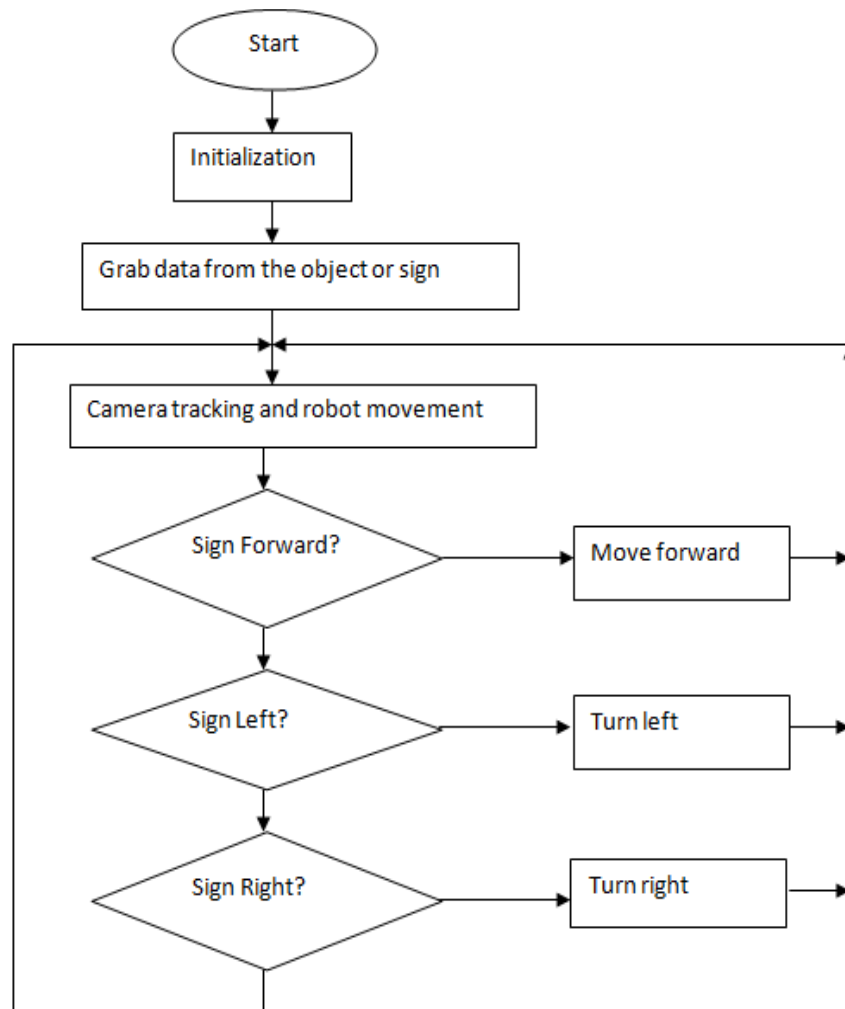 Start
Initialization
Grab data from the object or sign
Camera tracking and robot movement
Sign Forward?
Move forward
Sign Left?
Turn left
Sign Right?
Turn right